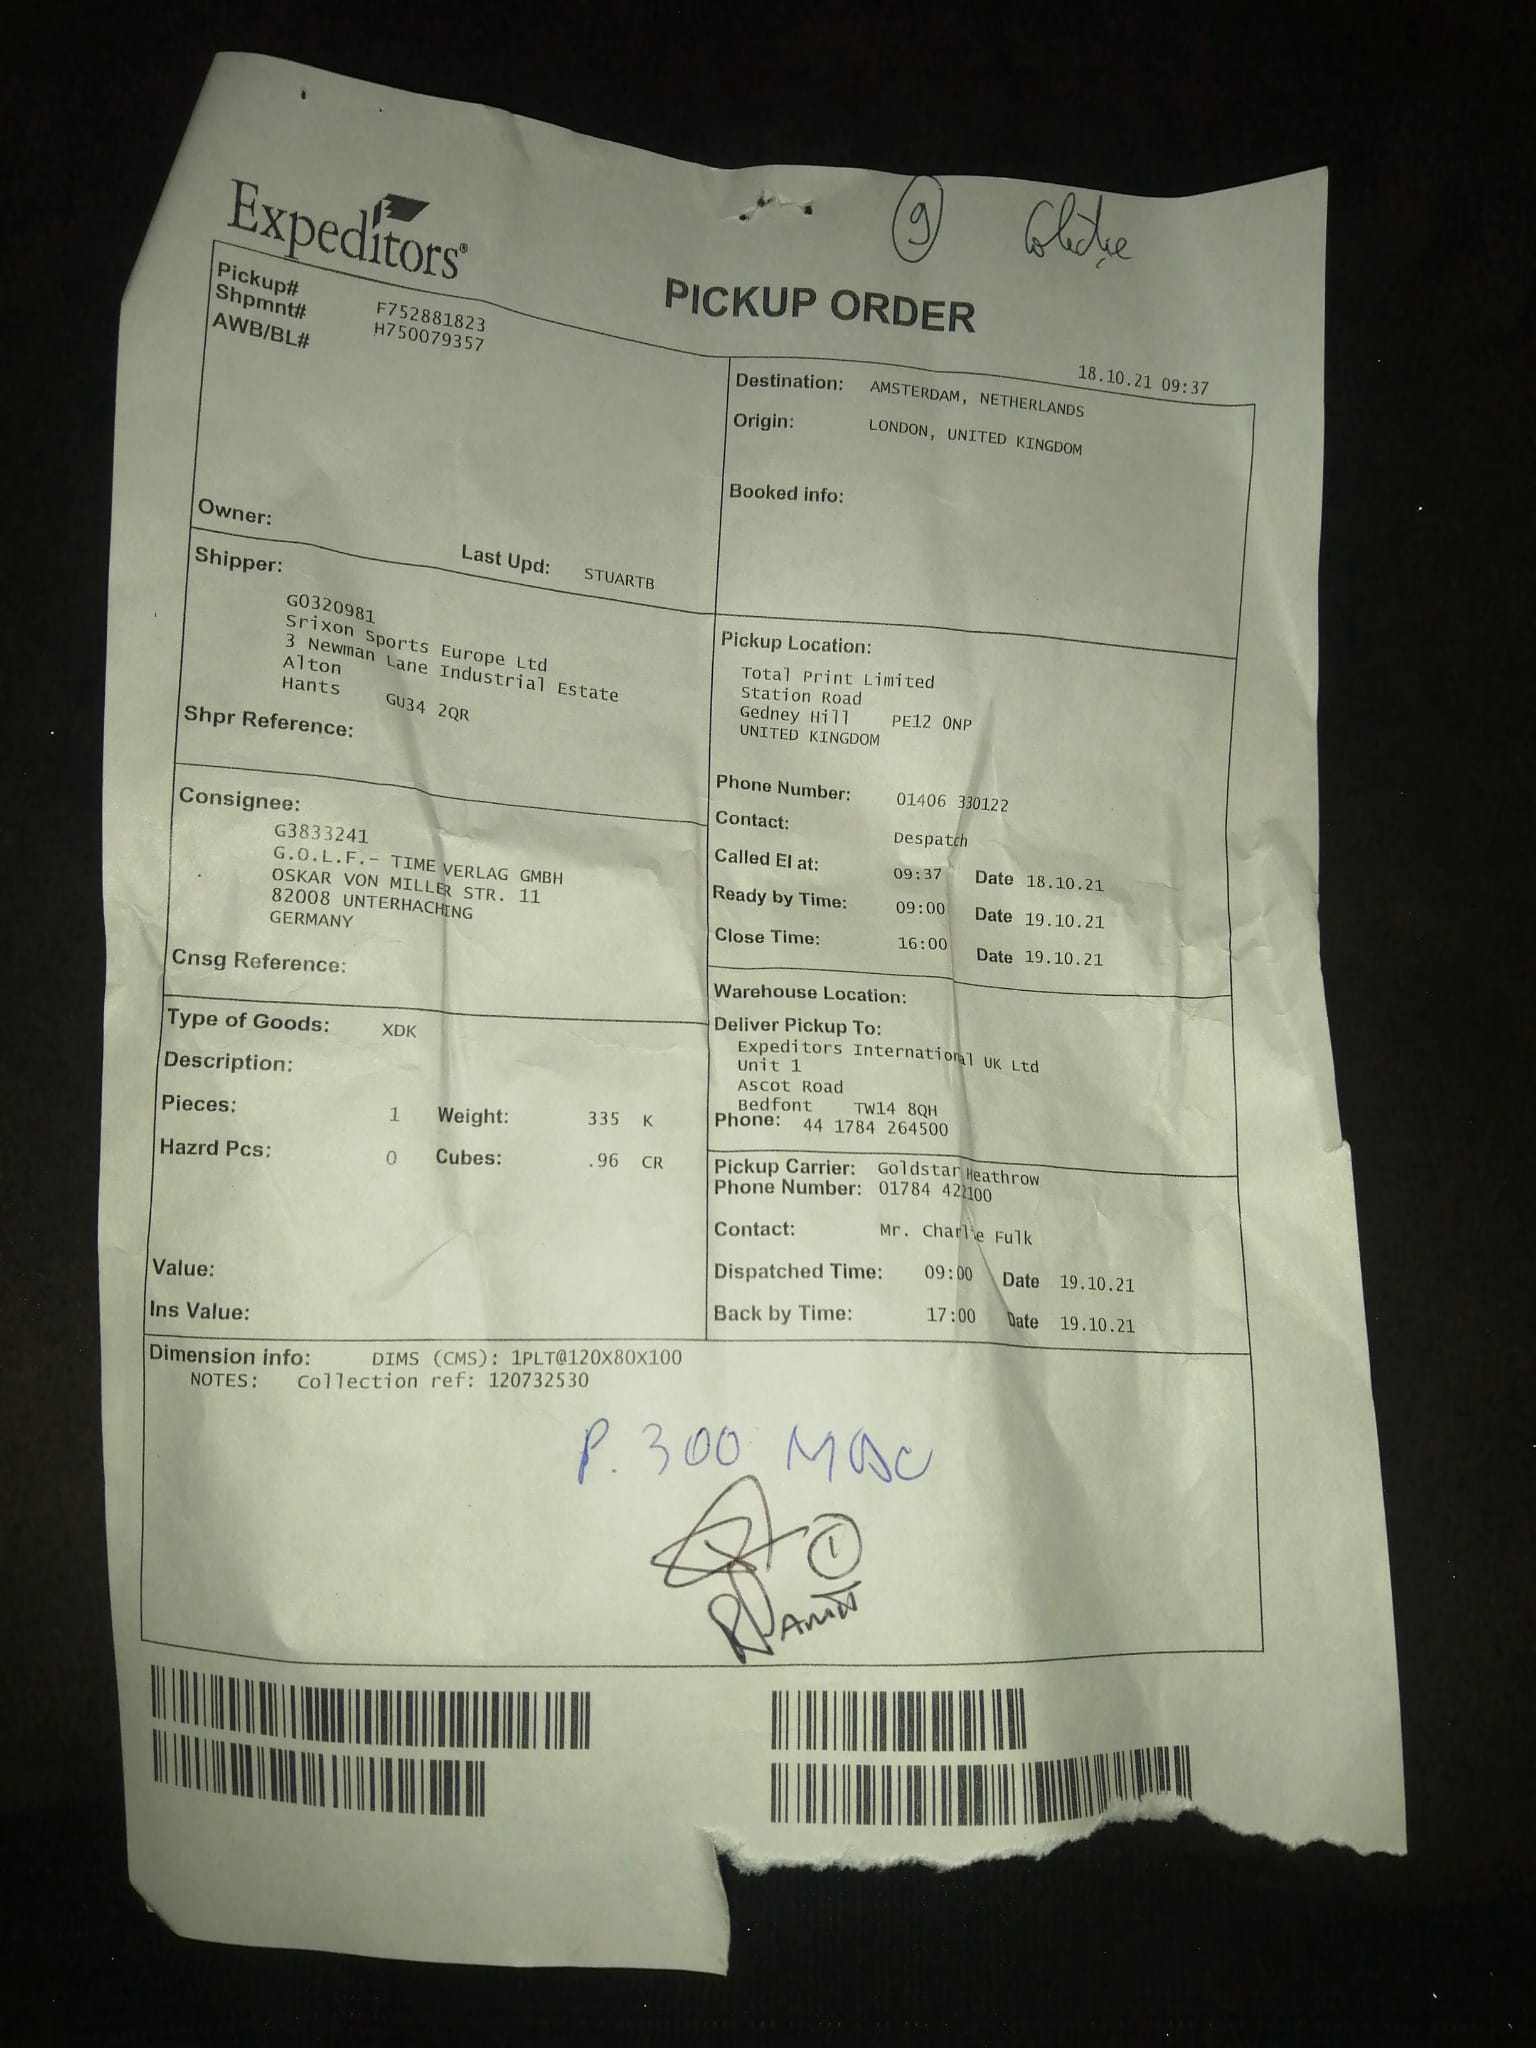 9
Expeditors®
PICKUP ORDER
18.10.21 09:37
Pickup# F752881823
Shpmnt# H750079357
AWB/BL#
Owner:
Last Upd: STUARTB
Destination: AMSTERDAM, NETHERLANDS
Origin: LONDON, UNITED KINGDOM
Booked info:
Shipper:
G0320981
Srixon Sports Europe Ltd
3 Newman Lane Industrial Estate
Alton
Hants GU34 2QR
Shpr Reference:
Pickup Location:
Total Print Limited
Station Road
Gedney Hill PE12 0NP
UNITED KINGDOM
Phone Number: 01406 330122
Contact: Despatch
Called EI at: 09:37 Date 18.10.21
Ready by Time: 09:00 Date 19.10.21
Close Time: 16:00 Date 19.10.21
Consignee:
G3833241
G.O.L.F.- TIME VERLAG GMBH
OSKAR VON MILLER STR. 11
82008 UNTERHACHING
GERMANY
Cnsg Reference:
Warehouse Location:
Deliver Pickup To:
Expeditors International UK Ltd
Unit 1
Ascot Road
Bedfont TW14 8QH
Phone: 44 1784 264500
Type of Goods: XDK
Description:
Pieces: 1 Weight: 335 K
Hazrd Pcs: 0 Cubes: .96 CR
Value:
Ins Value:
Pickup Carrier: Goldstar Heathrow
Phone Number: 01784 422100
Contact: Mr. Charlie Fulk
Dispatched Time: 09:00 Date 19.10.21
Back by Time: 17:00 Date 19.10.21
Dimension info: DIMS (CMS): 1PLT@120X80X100
NOTES: Collection ref: 120732530
P. 300
1